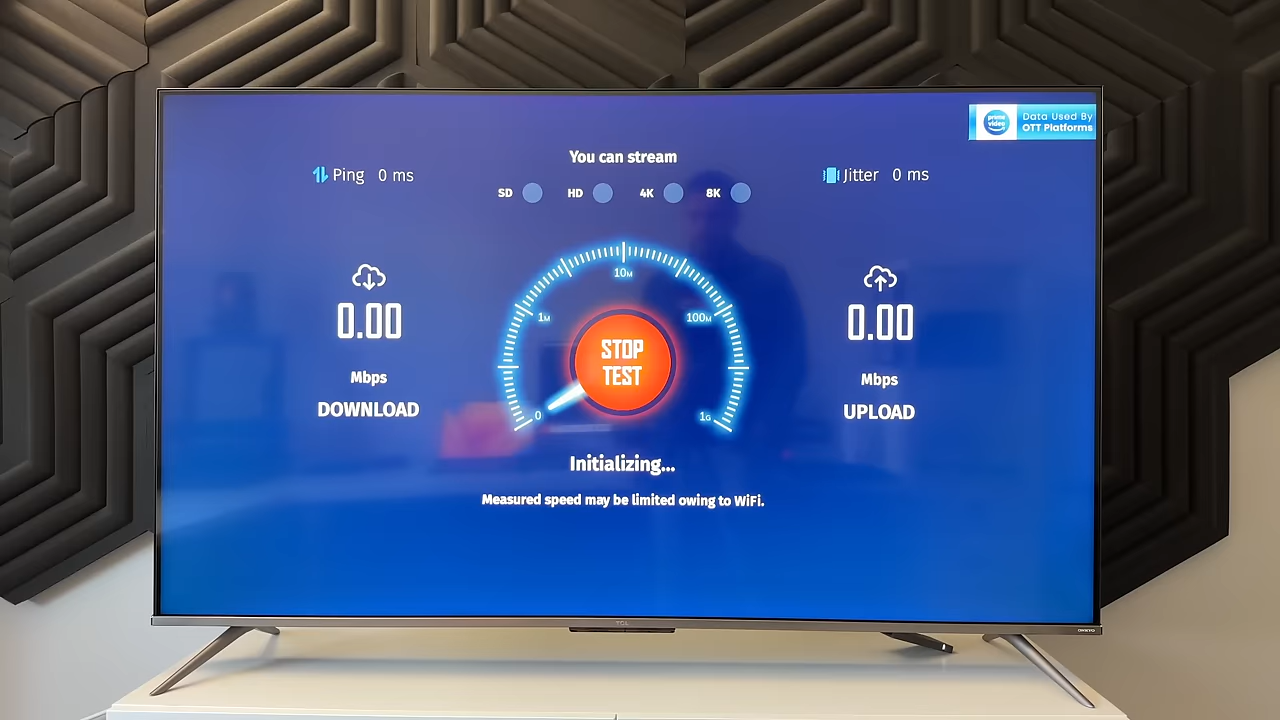 prime video
Data Used By
OTT Platforms
You can stream
Ping 0 ms
Jitter 0 ms
SD HD 4K 8K
10M
1M
100M
0.00
0.00
STOP
TEST
Mbps
Mbps
DOWNLOAD
UPLOAD
0
1G
Initializing...
Measured speed may be limited owing to WiFi.
TCL
ONKYO